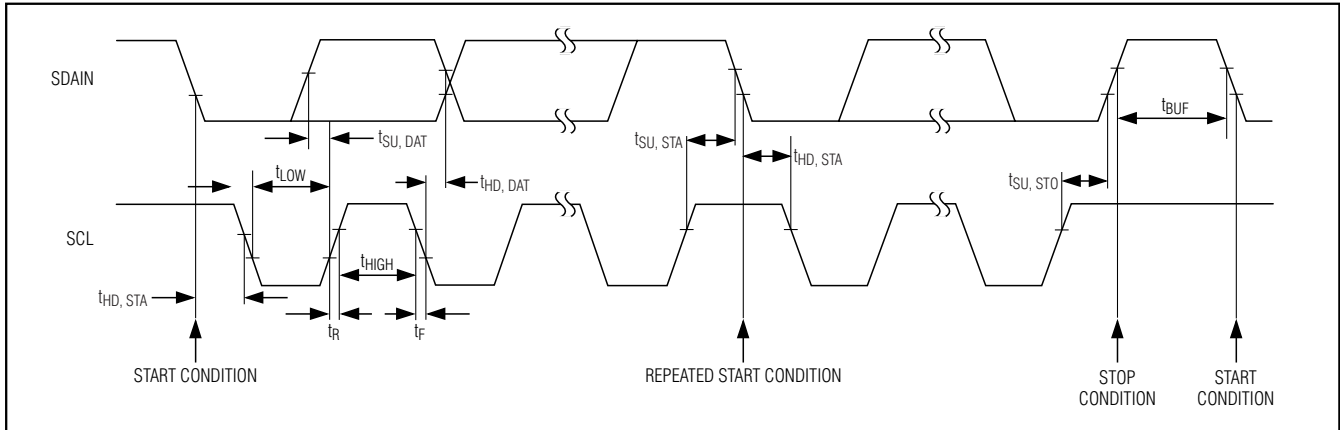 SDAIN
tSU, DAT
tSU, STA
tBUF
tHD, STA
tLOW
tHD, DAT
tSU, STO
SCL
tHIGH
tHD, STA
tR
tF
START CONDITION
REPEATED START CONDITION
STOP
CONDITION
START
CONDITION